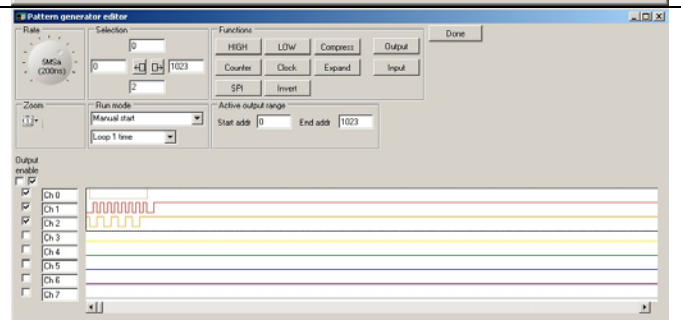 Pattern generator editor
Rate
5MSa
(200ns)
Selection
0
0
1023
2
Functions
HIGH LOW Compress Output
Counter Clock Expand Input
SPI Invert
Done
Zoom
Run mode
Manual start
Loop 1 time
Active output range
Start addr 0 End addr 1023
Output
enable
Ch 0
Ch 1
Ch 2
Ch 3
Ch 4
Ch 5
Ch 6
Ch 7